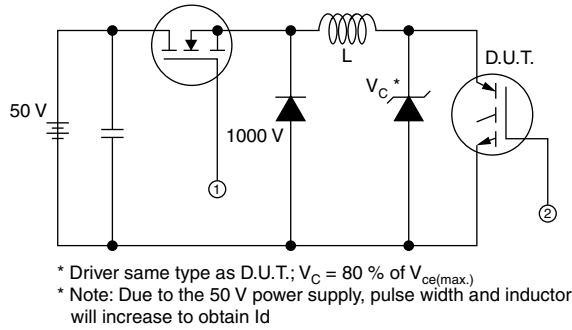 L
D.U.T.
V_C *
50 V
1000 V
①
②
* Driver same type as D.U.T.; V_C = 80 % of V_ce(max.)
* Note: Due to the 50 V power supply, pulse width and inductor
will increase to obtain Id